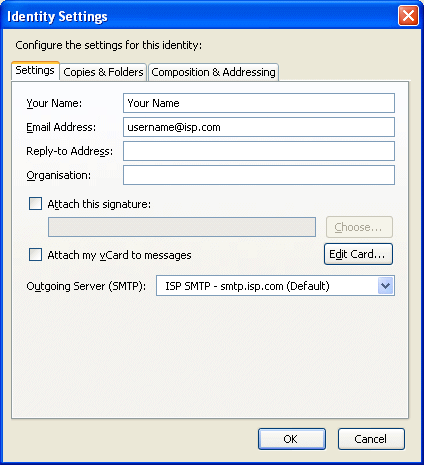 Identity Settings
Configure the settings for this identity:
Settings Copies & Folders Composition & Addressing
Your Name: Your Name
Email Address: username@isp.com
Reply-to Address:
Organisation:
Attach this signature:
Choose...
Attach my vCard to messages Edit Card...
Outgoing Server (SMTP): ISP SMTP - smtp.isp.com (Default)
OK Cancel